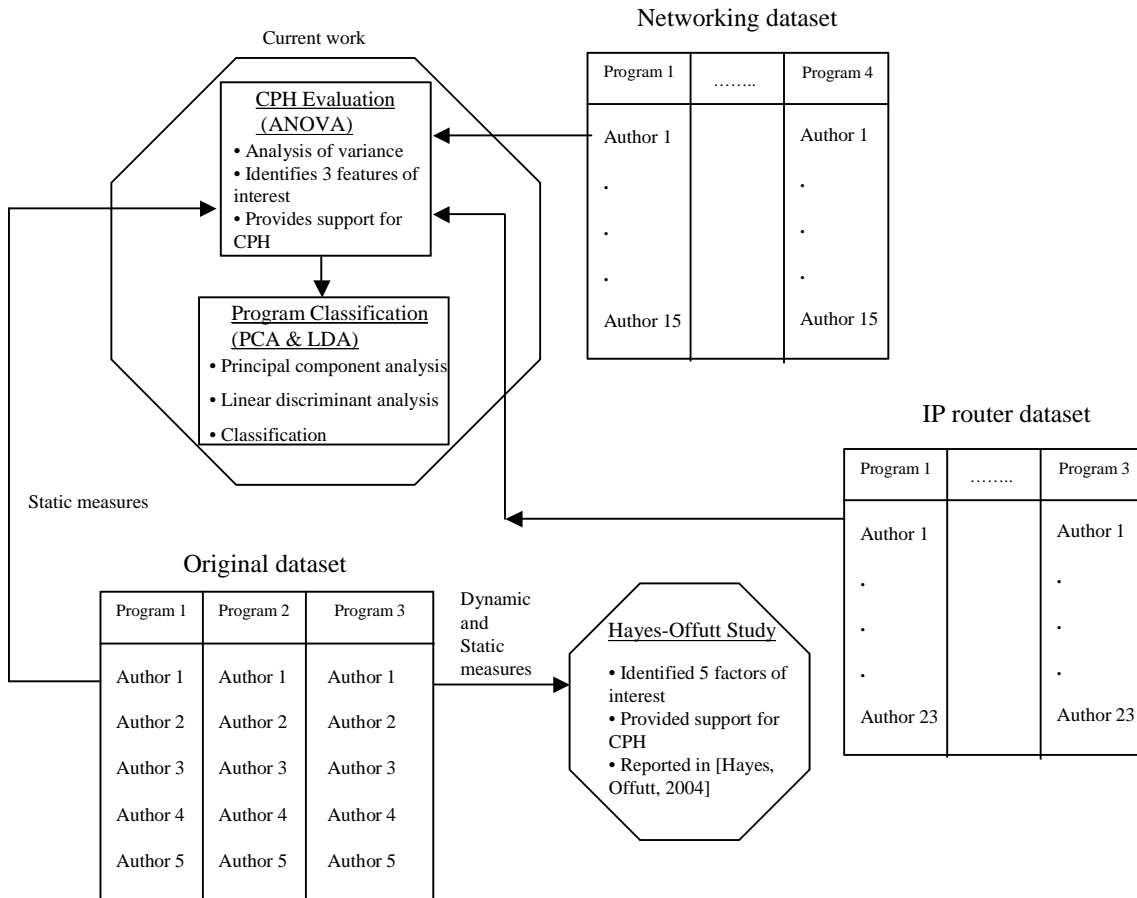 Networking dataset
Current work
Program 1
……..
Program 4
CPH Evaluation
(ANOVA)
• Analysis of variance
• Identifies 3 features of
interest
• Provides support for
CPH
Author 1
Author 1
.
.
.
.
.
.
Author 15
Author 15
Program Classification
(PCA & LDA)
• Principal component analysis
• Linear discriminant analysis
• Classification
IP router dataset
Program 1
……..
Program 3
Author 1
Author 1
.
.
.
.
.
.
Author 23
Author 23
Static measures
Original dataset
Program 1
Program 2
Program 3
Author 1
Author 1
Author 1
Author 2
Author 2
Author 2
Author 3
Author 3
Author 3
Author 4
Author 4
Author 4
Author 5
Author 5
Author 5
Dynamic
and
Static
measures
Hayes-Offutt Study
• Identified 5 factors of
interest
• Provided support for
CPH
• Reported in [Hayes,
Offutt, 2004]